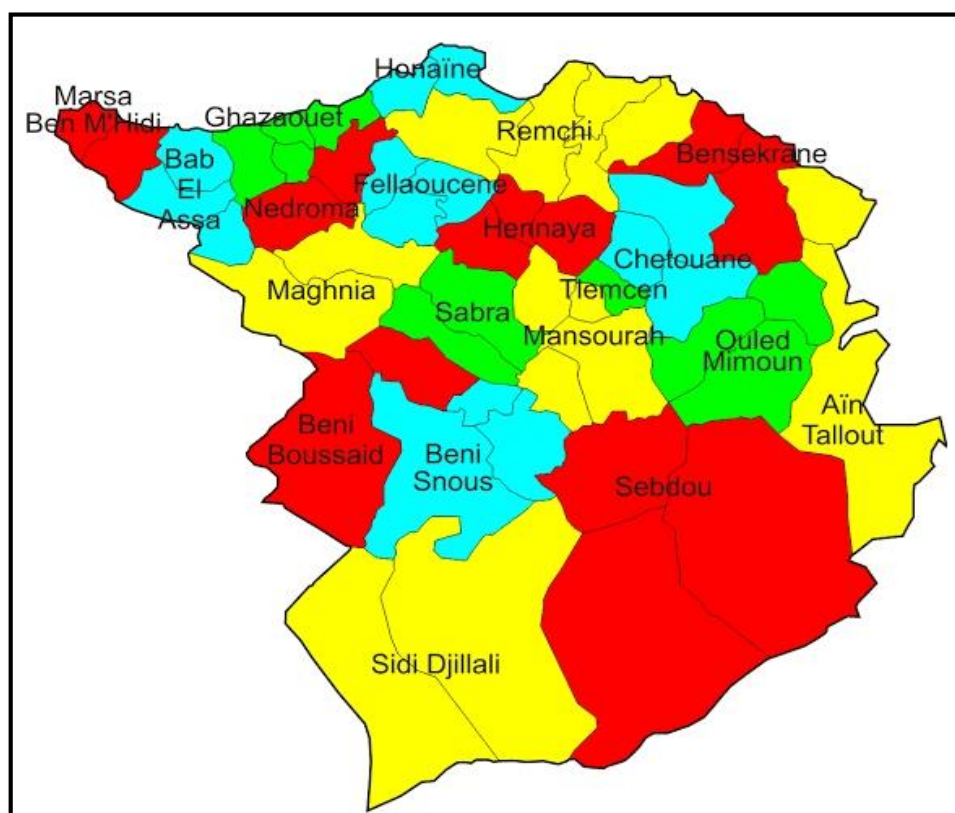 Honaïne
Marsa
Ben M'Hidi
Ghazaouet
Remchi
Bab
El
Assa
Bensekrane
Fellaoucene
Nedroma
Hennaya
Chetouane
Maghnia
Sabra
Tlemcen
Mansourah
Ouled
Mimoun
Aïn
Tallout
Beni
Boussaid
Beni
Snous
Sebdou
Sidi Djillali